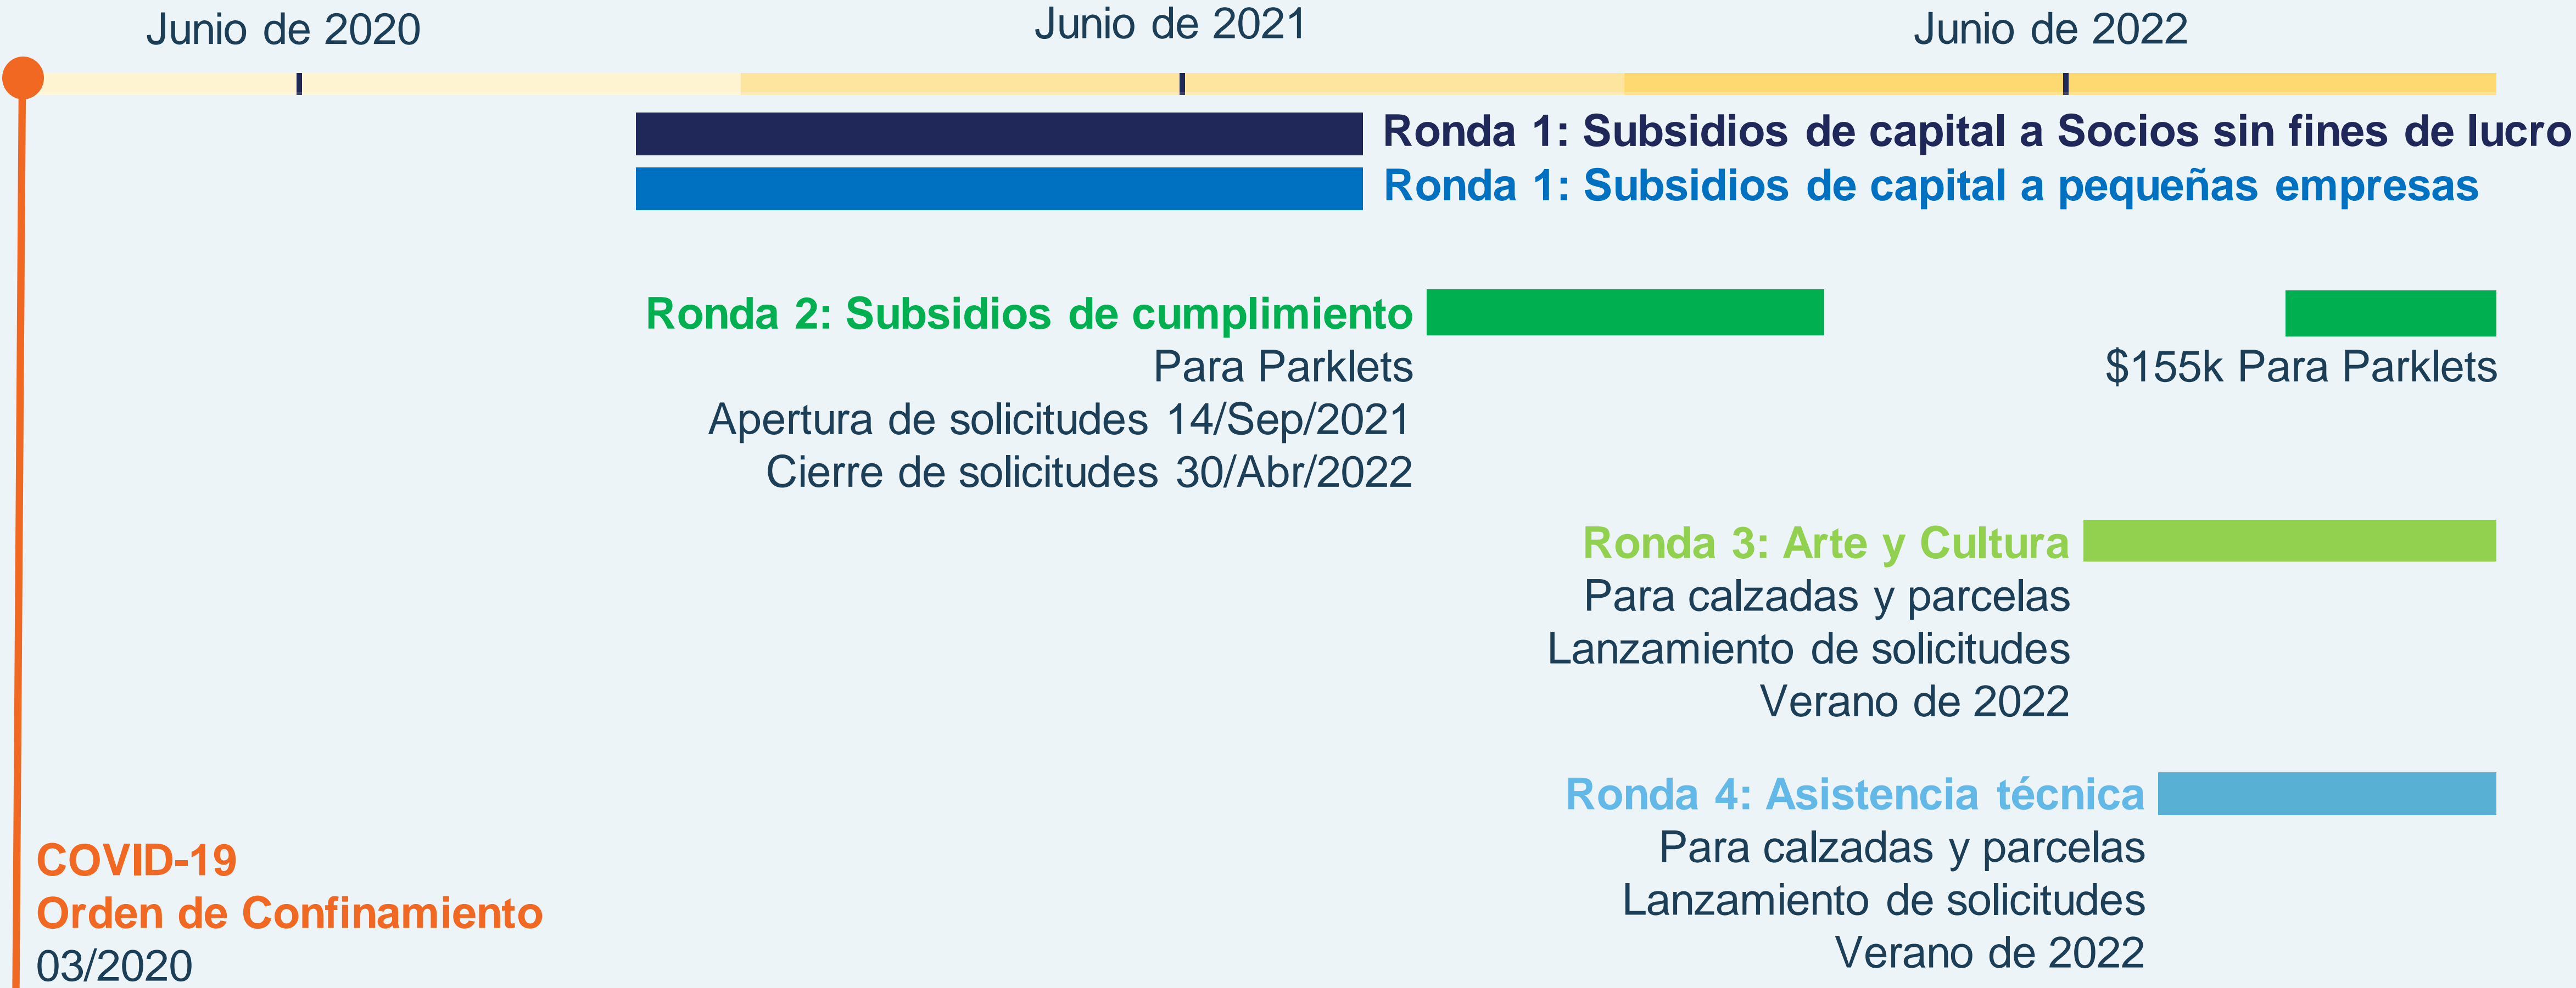 Junio de 2020
Junio de 2021
Junio de 2022
Ronda 1: Subsidios de capital a Socios sin fines de lucro
Ronda 1: Subsidios de capital a pequeñas empresas
Ronda 2: Subsidios de cumplimiento
Para Parklets
Apertura de solicitudes 14/Sep/2021
Cierre de solicitudes 30/Abr/2022
$155k Para Parklets
Ronda 3: Arte y Cultura
Para calzadas y parcelas
Lanzamiento de solicitudes
Verano de 2022
Ronda 4: Asistencia técnica
Para calzadas y parcelas
Lanzamiento de solicitudes
Verano de 2022
COVID-19
Orden de Confinamiento
03/2020